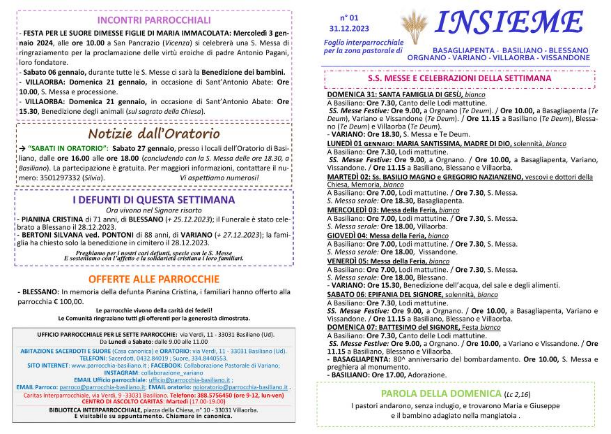 INCONTRI PARROCCHIALI
- FESTA PER LE SUORE DIMESSE FIGLIE DI MARIA IMMACOLATA: Mercoledì 3 gen-
naio 2024, alle ore 10.00 a San Pancrazio (Vicenza) si celebrerà una S. Messa di
ringraziamento per la proclamazione delle virtù eroiche di padre Antonio Pagani,
loro fondatore.
- Sabato 06 gennaio, durante tutte le S. Messe ci sarà la Benedizione dei bambini.
- VILLAORBA: Domenica 21 gennaio, in occasione di Sant'Antonio Abate: Ore
10.00, S. Messa e processione.
- VILLAORBA: Domenica 21 gennaio, in occasione di Sant'Antonio Abate: Ore
15.30, Benedizione degli animali (sul sagrato della Chiesa).
Notizie dall'Oratorio
→ "SABATI IN ORATORIO": Sabato 27 gennaio, presso i locali dell'Oratorio di Basi-
liano, dalle ore 16.00 alle ore 18.00 (concludendo con la S. Messa delle ore 18.30, a
Basiliano). La partecipazione è gratuita. Per maggiori informazioni, contattare il nu-
mero: 3501297332 (Silvia). Vi aspettiamo numerosi!
I DEFUNTI DI QUESTA SETTIMANA
Ora vivono nel Signore risorto
- PIANINA CRISTINA di 71 anni, di BLESSANO (+ 25.12.2023); il Funerale è stato cele-
brato a Blessano il 28.12.2023.
- BERTONI SILVANA ved. PONTONI di 88 anni, di VARIANO (+ 27.12.2023); la fami-
glia ha chiesto solo la benedizione in cimitero il 28.12.2023.
Preghiamo per i nostri cari defunti, specie con le S. Messe
E sosteniamo con l'affetto e la solidarietà cristiana i loro familiari.
OFFERTE ALLE PARROCCHIE
- BLESSANO: In memoria della defunta Pianina Cristina, i familiari hanno offerto alla
parrocchia € 100,00.
Le parrocchie vivono della carità dei fedeli!
Le Comunità ringraziano tutti gli offerenti per la generosità dimostrata.
UFFICIO PARROCCHIALE PER LE SETTE PARROCCHIE: via Verdi, 11 - 33031 Basiliano (Ud).
Da Lunedì a Sabato: dalle 9.00 alle 11.00
ABITAZIONE SACERDOTI E SUORE (Casa canonica) e ORATORIO: via Verdi, 11 - 33031 Basiliano (Ud).
TELEFONI: Sacerdoti, 0432.84019 ; Suore, 334.8440553.
SITO INTERNET: www.parrocchia-basiliano.it ; FACEBOOK: Collaborazione Pastorale di Variano,
INSTAGRAM: collaborazione_variano
EMAIL Ufficio parrocchiale: ufficio@parrocchia-basiliano.it ;
EMAIL Parroco: parroco@parrocchia-basiliano.it; EMAIL oratorio: noloratorio@parrocchia-basiliano.it .
Caritas Interparrocchiale, via Verdi, 9 -33031 Basiliano. Telefono: 388.5756450 (ore 9-12, lun-ven)
CENTRO DI ASCOLTO CARITAS: Martedì (17.00-19.00)
BIBLIOTECA INTERPARROCCHIALE, piazza della Chiesa, n° 10 - 33031 Villaorba.
E visitabile su appuntamento. Chiamare in canonica.
n° 01
31.12.2023
INSIEME
Foglio interparrocchiale
per la zona pastorale di
BASAGLIAPENTA - BASILIANO - BLESSANO
ORGNANO - VARIANO - VILLAORBA - VISSANDONE
S.S. MESSE E CELEBRAZIONI DELLA SETTIMANA
DOMENICA 31: SANTA FAMIGLIA DI GESÙ, bianco
A Basiliano: Ore 7.30, Canto delle Lodi mattutine.
SS. Messe Festive: Ore 9.00, a Orgnano (Te Deum). / Ore 10.00, a Basagliapenta (Te
Deum), Variano e Vissandone (Te Deum). / Ore 11.15 a Basiliano (Te Deum), Blessa-
no (Te Deum) e Villaorba (Te Deum).
- VARIANO: Ore 18.30, S. Messa e Te Deum.
LUNEDÌ 01 GENNAIO: MARIA SANTISSIMA, MADRE DI DIO, solennità, bianco
A Basiliano: Ore 7.30, Lodi mattutine.
SS. Messe Festive: Ore 9.00, a Orgnano. / Ore 10.00, a Basagliapenta, Variano,
Vissandone. / Ore 11.15 a Basiliano, Blessano e Villaorba.
MARTEDÌ 02: Ss. BASILIO MAGNO e GREGORIO NAZIANZENO, vescovi e dottori della
Chiesa, Memoria, bianco
A Basiliano: Ore 7.00, Lodi mattutine. / Ore 7.30, S. Messa.
S. Messa serale: Ore 18.30, Basagliapenta.
MERCOLEDÌ 03: Messa della Feria, bianco
A Basiliano: Ore 7.00, Lodi mattutine. / Ore 7.30, S. Messa.
S. Messa serale: Ore 18.00, Villaorba.
GIOVEDÌ 04: Messa della Feria, bianco
A Basiliano: Ore 7.00, Lodi mattutine. / Ore 7.30, S. Messa.
S. Messa serale: Ore 18.00, Vissandone.
VENERDÌ 05: Messa della Feria, bianco
A Basiliano: Ore 7.00, Lodi mattutine. / Ore 7.30, S. Messa.
S. Messa serale: Ore 18.00, Blessano.
- VARIANO: Ore 15.30, Benedizione dell'acqua, del sale e degli alimenti.
SABATO 06: EPIFANIA DEL SIGNORE, solennità, bianco
A Basiliano: Ore 7.30, Lodi mattutine.
SS. Messe Festive: Ore 9.00, a Orgnano. / Ore 10.00, a Basagliapenta, Variano e
Vissandone. / Ore 11.15 a Basiliano, Blessano e Villaorba.
DOMENICA 07: BATTESIMO del SIGNORE, Festa bianco
A Basiliano: Ore 7.30, Canto delle Lodi mattutine.
SS. Messe Festive: Ore 9.00, a Orgnano. / Ore 10.00, a Variano e Vissandone. / Ore
11.15 a Basiliano, Blessano e Villaorba.
- BASAGLIAPENTA: 80^ anniversario del bombardamento. Ore 10.00, S. Messa e
preghiera al monumento.
- BASILIANO: Ore 17.00, Adorazione.
PAROLA DELLA DOMENICA (Lc 2,16)
I pastori andarono, senza indugio, e trovarono Maria e Giuseppe
e il bambino adagiato nella mangiatoia .